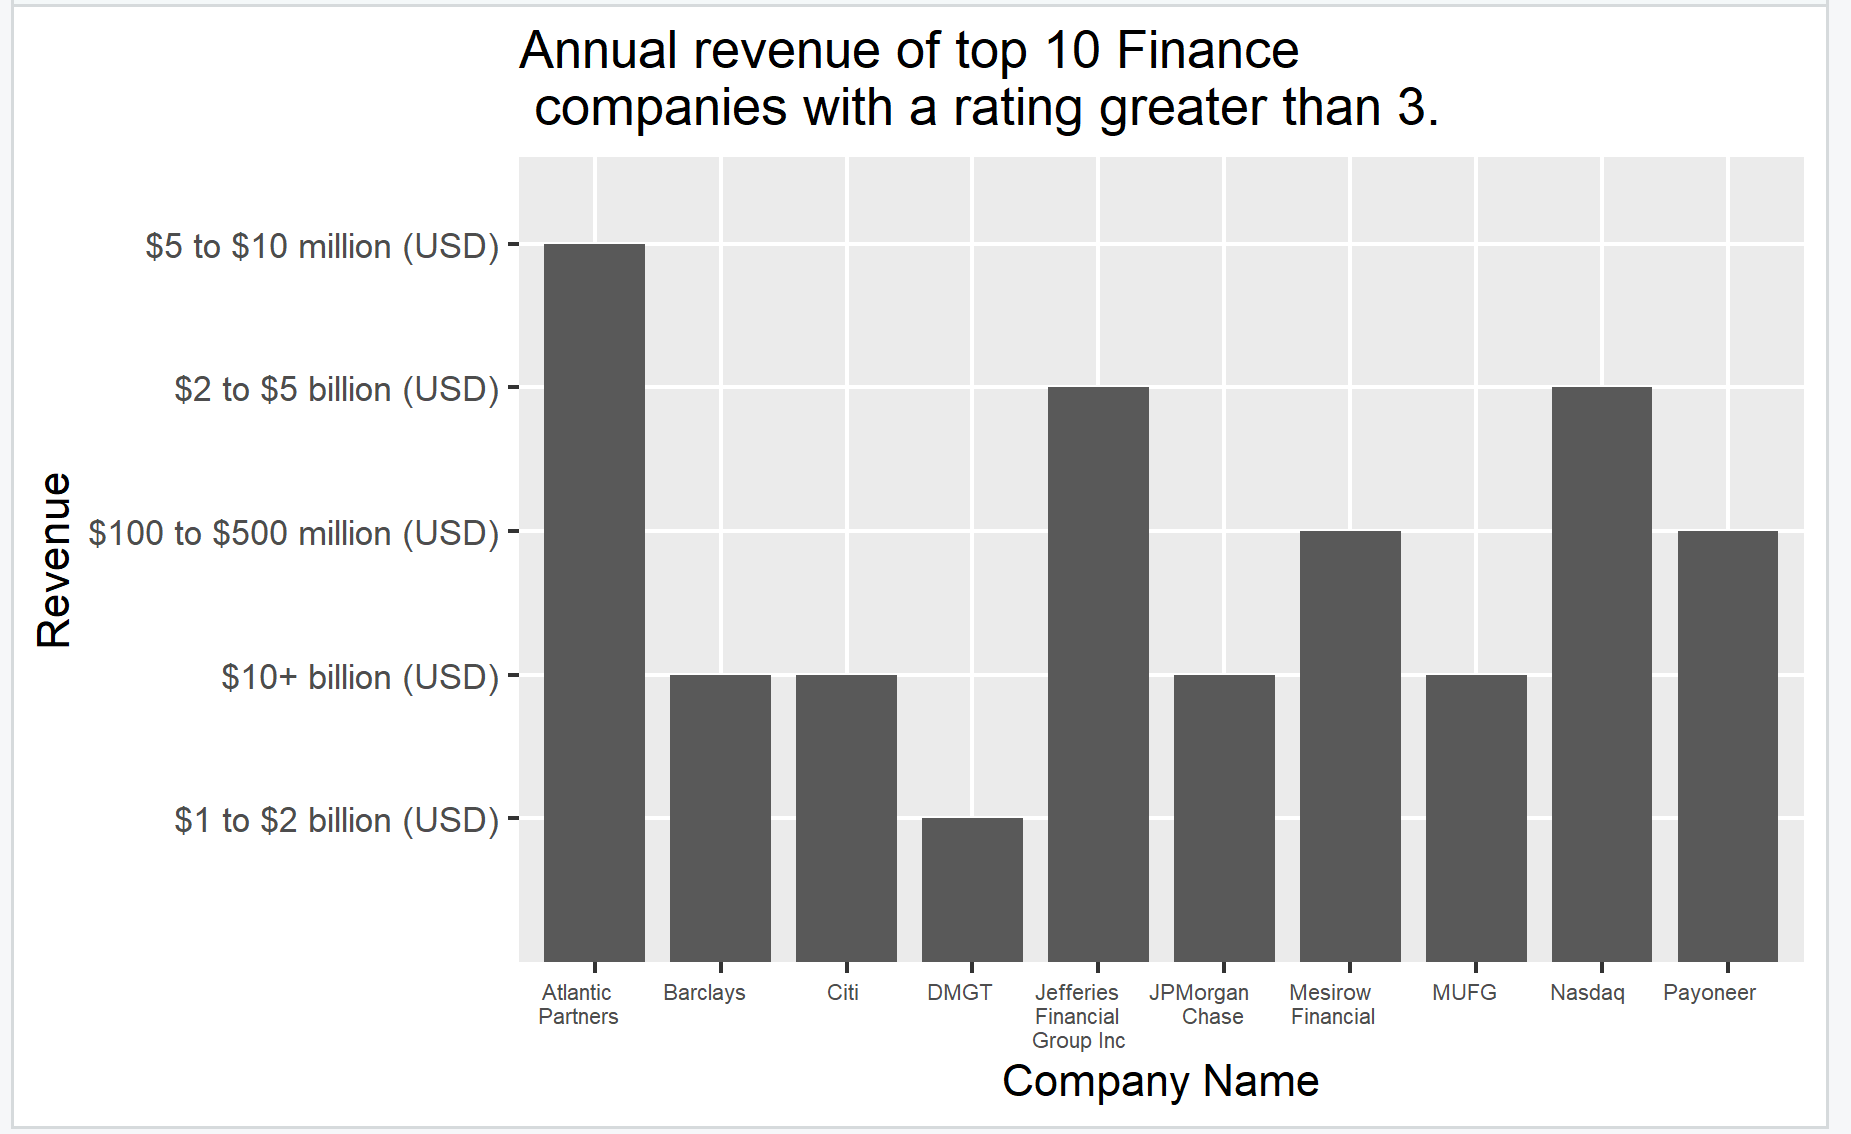 Annual revenue of top 10 Finance
companies with a rating greater than 3.
Revenue
$5 to $10 million (USD)
$2 to $5 billion (USD)
$100 to $500 million (USD)
$10+ billion (USD)
$1 to $2 billion (USD)
Atlantic
Partners
Barclays
Citi
DMGT
Jefferies
Financial
Group Inc
JPMorgan
Chase
Mesirow
Financial
MUFG
Nasdaq
Payoneer
Company Name